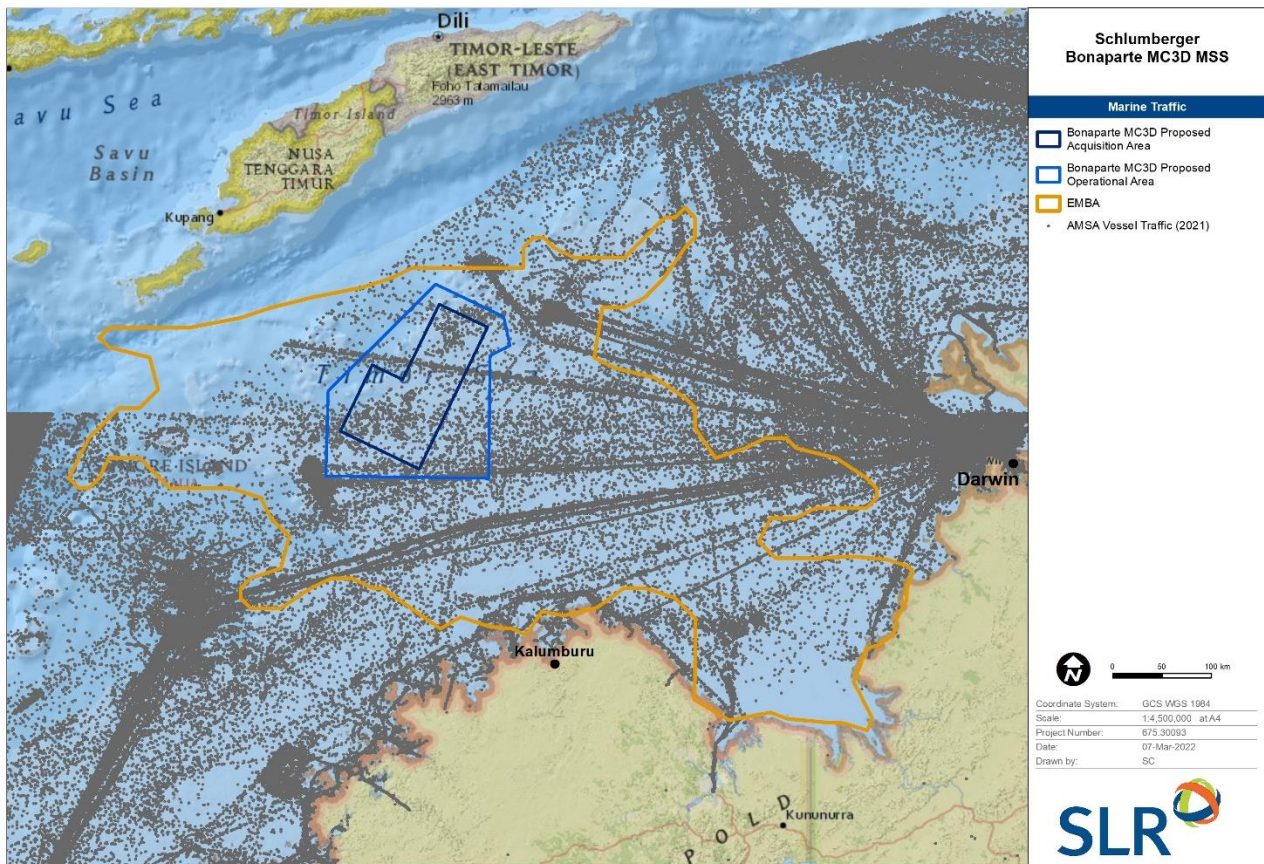 Dili
TIMOR-LESTE
(EAST TIMOR)
Foho Tatamailau
2963 m
avu Sea
Timor Island
Savu
Basin
NUSA
TENGGARA
TIMUR
Kupang
Darwin
Kalumburu
Kununurra
POLD
Schlumberger
Bonaparte MC3D MSS
Marine Traffic
Bonaparte MC3D Proposed
Acquisition Area
Bonaparte MC3D Proposed
Operational Area
EMBA
AMSA Vessel Traffic (2021)
N
0 50 100 km
Coordinate System: GCS WGS 1984
Scale: 1:4,500,000 at A4
Project Number: 675.30093
Date: 07-Mar-2022
Drawn by: SC
SLR